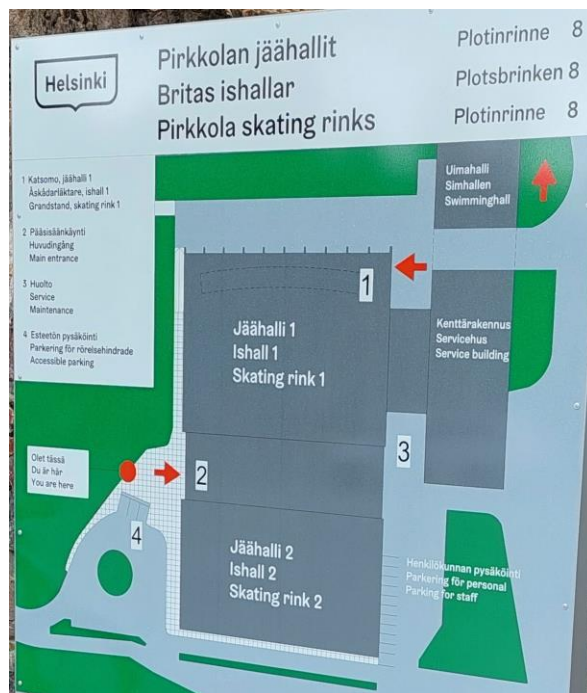 Helsinki
Pirkkolan jäähallit
Britas ishallar
Pirkkola skating rinks
Plotinrinne 8
Plotsbrinken 8
Plotinrinne 8
1 Katsomo, jäähalli 1
Åskådarläktare, ishall 1
Grandstand, skating rink 1
2 Pääsisäänkäynti
Huvudingång
Main entrance
3 Huolto
Service
Maintenance
4 Esteetön pysäköinti
Parkering för rörelsehindrade
Accessible parking
Uimahalli
Simhallen
Swimminghall
1
Jäähalli 1
Ishall 1
Skating rink 1
Kenttärakennus
Servicehus
Service building
Olet tässä
Du är här
You are here
2
3
4
Jäähalli 2
Ishall 2
Skating rink 2
Henkilökunnan pysäköinti
Parkering för personal
Parking for staff